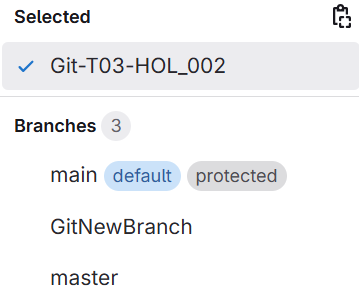 Selected
Git-T03-HOL_002
Branches 3
main default protected
GitNewBranch
master